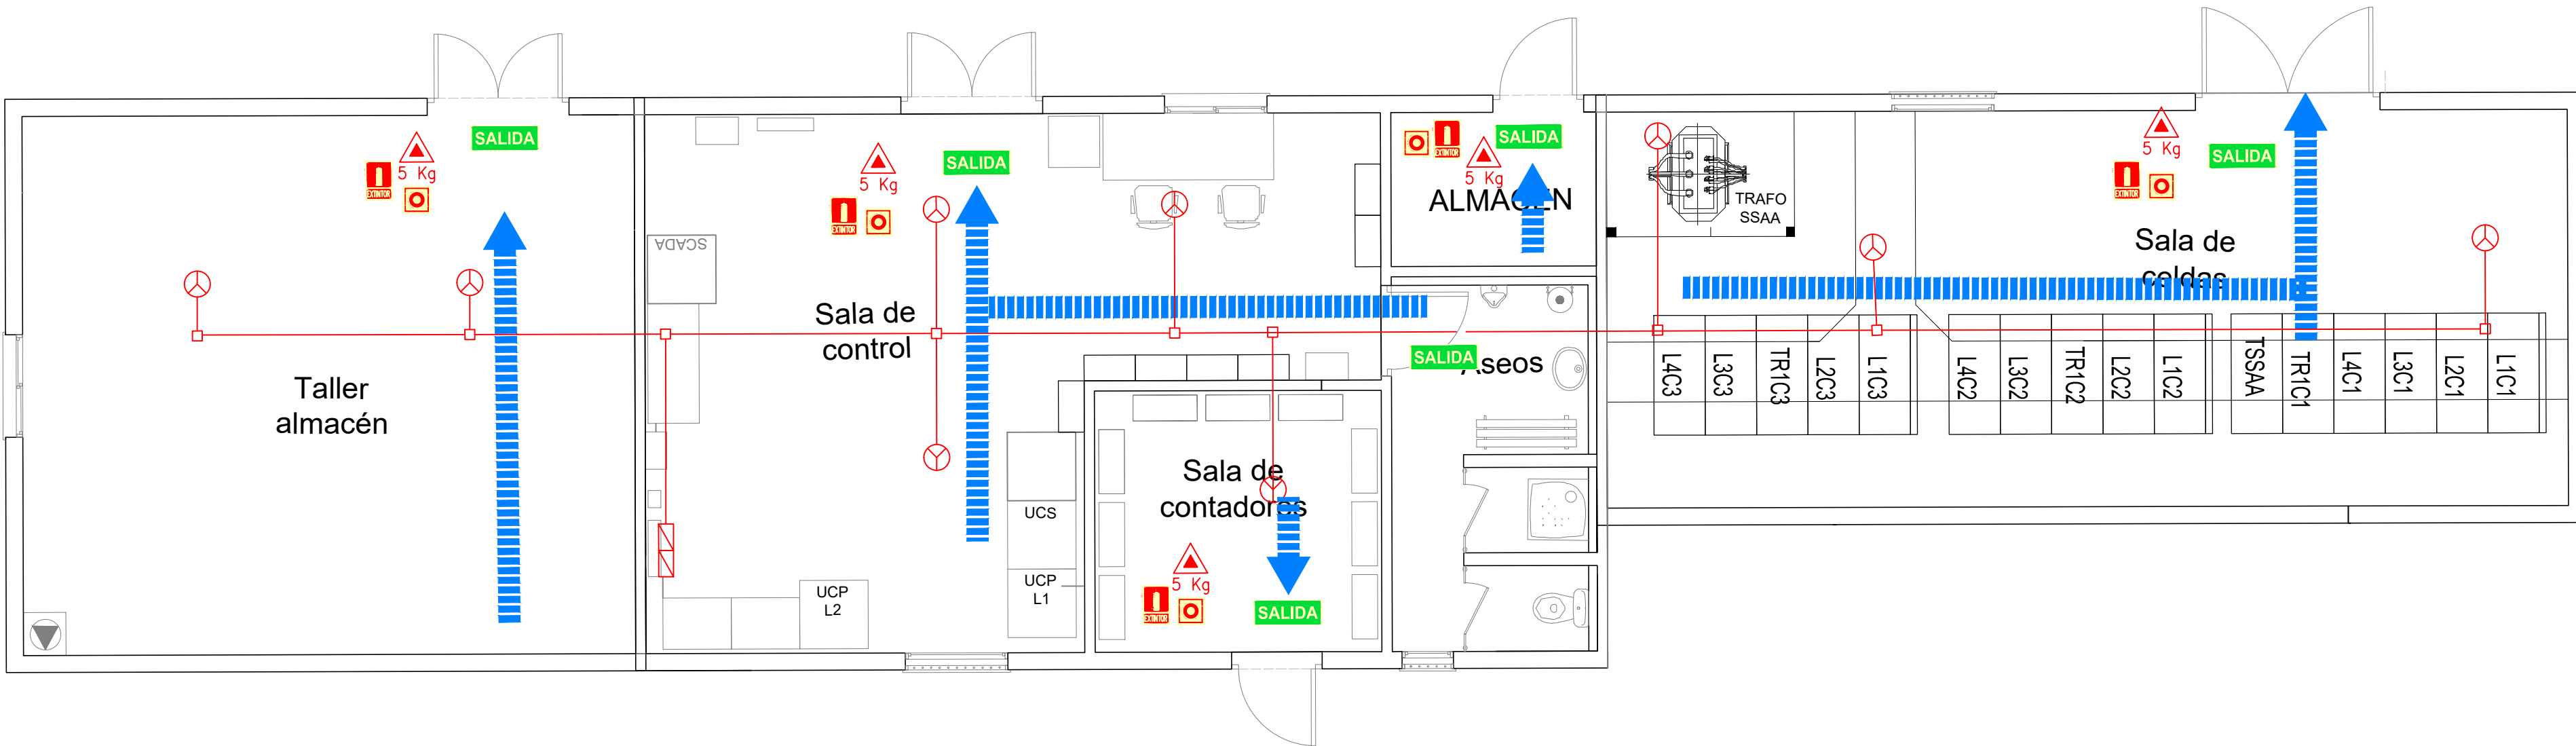 SALIDA
5 Kg
EXTINTOR
Taller
almacén
SALIDA
5 Kg
EXTINTOR
SCADA
Sala de
control
UCS
UCP
L1
UCP
L2
Sala de
contadores
5 Kg
EXTINTOR
SALIDA
SALIDA
EXTINTOR
5 Kg
ALMACEN
SALIDA
Aseos
TRAFO
SSAA
5 Kg
EXTINTOR
SALIDA
Sala de
celdas
L4C3
L3C3
TR1C3
L2C3
L1C3
L4C2
L3C2
TR1C2
L2C2
L1C2
TSSAA
TR1C1
L4C1
L3C1
L2C1
L1C1